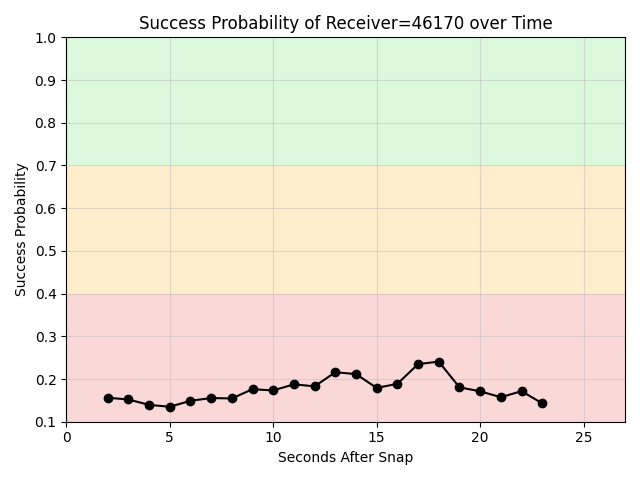 Success Probability of Receiver=46170 over Time
1.0
0.9
0.8
0.7
0.6
0.5
0.4
0.3
0.2
0.1
Success Probability
0 5 10 15 20 25
Seconds After Snap